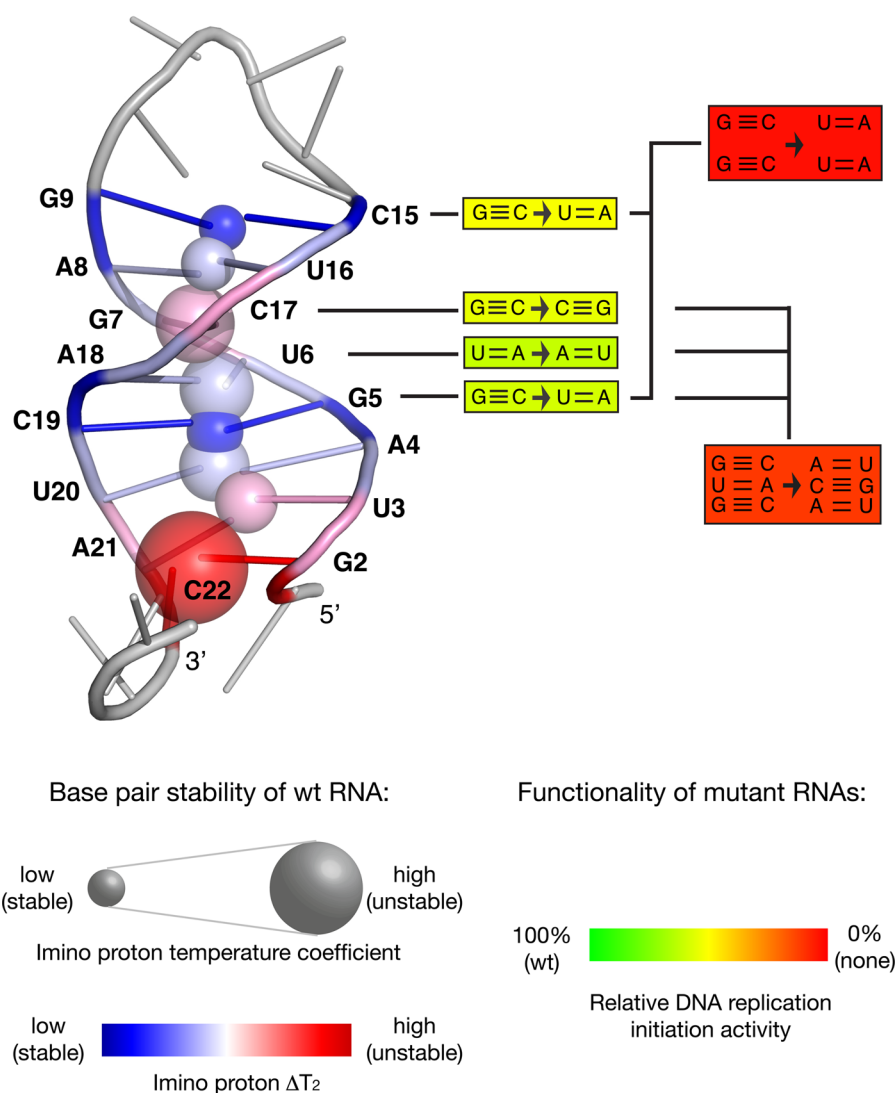 G≡C U=A
→
G≡C U=A
G9
C15
G≡C→U=A
A8
U16
G7
C17
G≡C→C≡G
A18
U6
U=A→A=U
G5
G≡C→U=A
C19
A4
G≡C A=U
U=A→C≡G
G≡C A=U
U20
U3
A21
G2
C22
5’
3’
Base pair stability of wt RNA:
Functionality of mutant RNAs:
low
(stable)
high
(unstable)
Imino proton temperature coefficient
100%
(wt)
0%
(none)
Relative DNA replication
initiation activity
low
(stable)
high
(unstable)
Imino proton ΔT₂